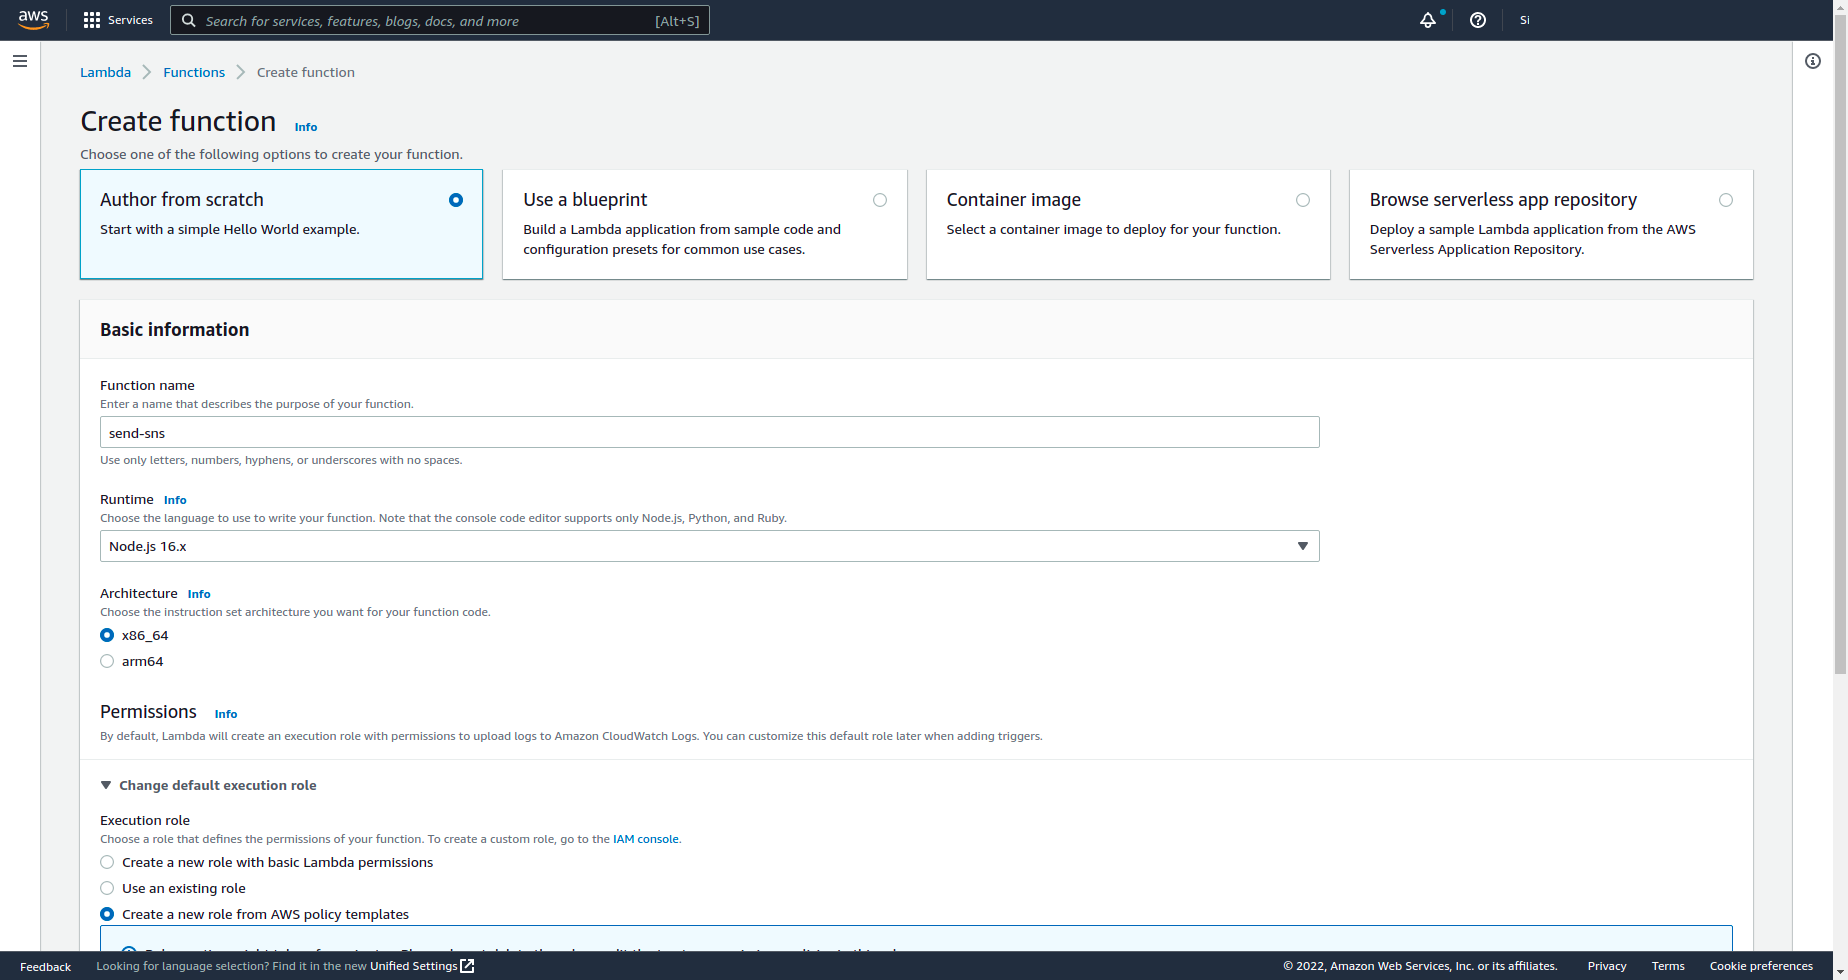 aws
Services
Search for services, features, blogs, docs, and more [Alt+S]
Si
Lambda > Functions > Create function
Create function Info
Choose one of the following options to create your function.
Author from scratch
Start with a simple Hello World example.
Use a blueprint
Build a Lambda application from sample code and
configuration presets for common use cases.
Container image
Select a container image to deploy for your function.
Browse serverless app repository
Deploy a sample Lambda application from the AWS
Serverless Application Repository.
Basic information
Function name
Enter a name that describes the purpose of your function.
send-sns
Use only letters, numbers, hyphens, or underscores with no spaces.
Runtime Info
Choose the language to use to write your function. Note that the console code editor supports only Node.js, Python, and Ruby.
Node.js 16.x
Architecture Info
Choose the instruction set architecture you want for your function code.
x86_64
arm64
Permissions Info
By default, Lambda will create an execution role with permissions to upload logs to Amazon CloudWatch Logs. You can customize this default role later when adding triggers.
Change default execution role
Execution role
Choose a role that defines the permissions of your function. To create a custom role, go to the IAM console.
Create a new role with basic Lambda permissions
Use an existing role
Create a new role from AWS policy templates
Feedback
Looking for language selection? Find it in the new Unified Settings
© 2022, Amazon Web Services, Inc. or its affiliates.
Privacy
Terms
Cookie preferences